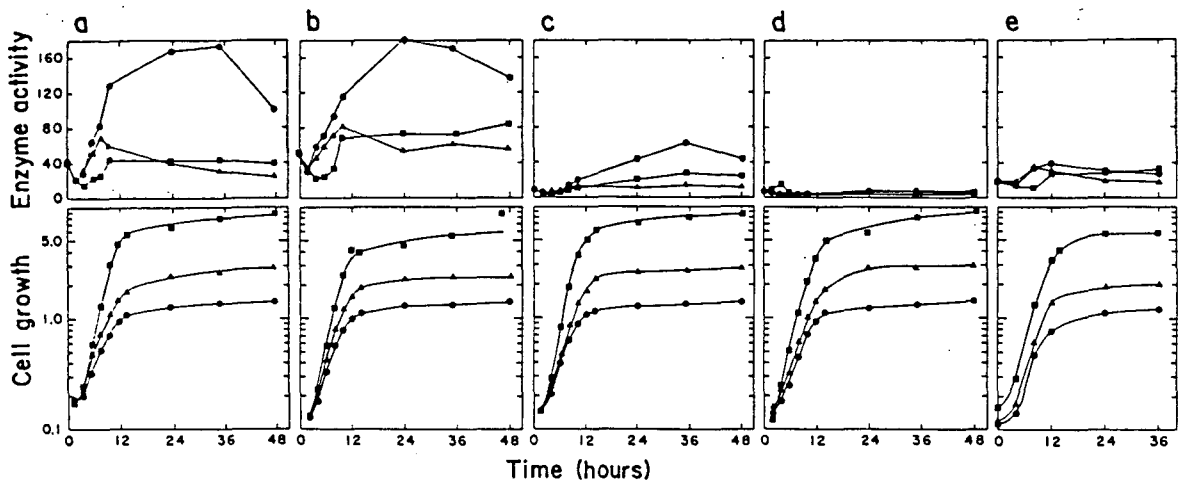 a b c d e
Enzyme activity
160
120
80
40
0
Cell growth
5.0
1.0
0.1
0 12 24 36 48 0 12 24 36 48 0 12 24 36 48 0 12 24 36 48 0 12 24 36
Time (hours)